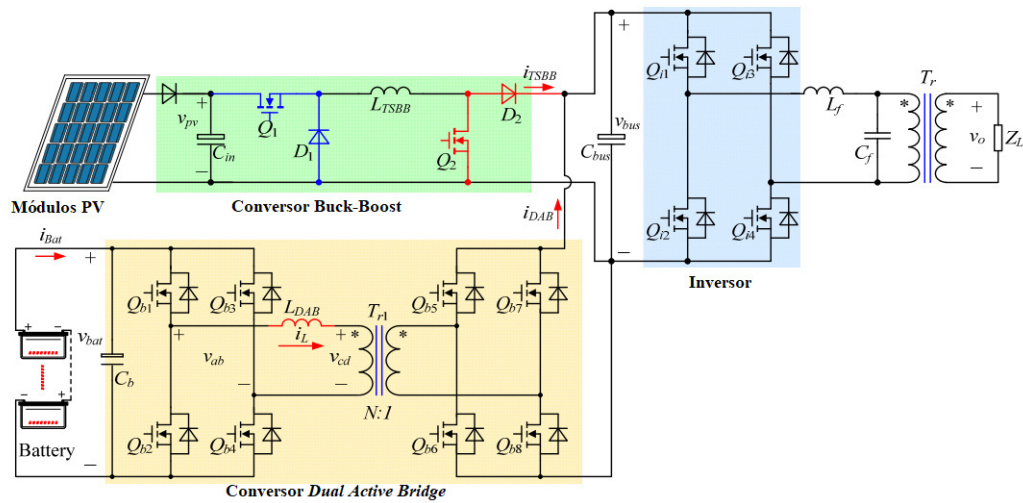 Módulos PV
v_pv
C_in
Q_1
D_1
L_TSBB
Q_2
D_2
i_TSBB
Conversor Buck-Boost
v_bus
C_bus
Q_i1
Q_i3
Q_i2
Q_i4
Inversor
L_f
C_f
T_r
* *
v_o
Z_L
i_Bat
v_bat
C_b
Battery
Q_b1
Q_b3
Q_b2
Q_b4
v_ab
L_DAB
i_L
v_cd
T_r1
* *
N:1
Q_b5
Q_b7
Q_b6
Q_b8
i_DAB
Conversor Dual Active Bridge